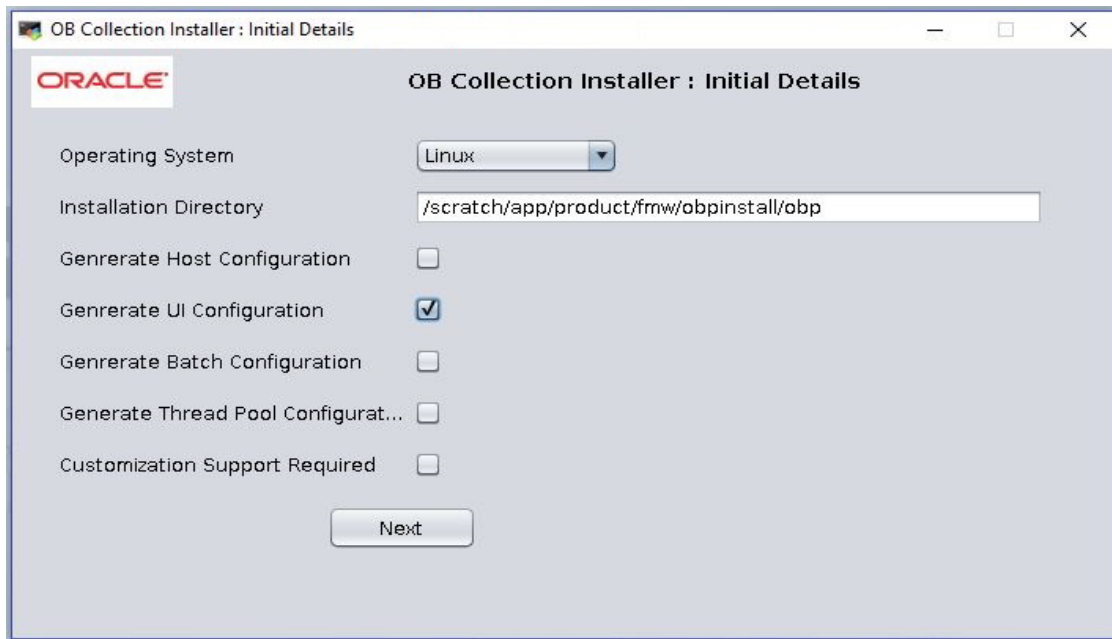 OB Collection Installer : Initial Details
ORACLE
OB Collection Installer : Initial Details
Operating System
Linux
Installation Directory
/scratch/app/product/fmw/obpinstall/obp
Genrerate Host Configuration
Genrerate UI Configuration
Genrerate Batch Configuration
Generate Thread Pool Configurat...
Customization Support Required
Next